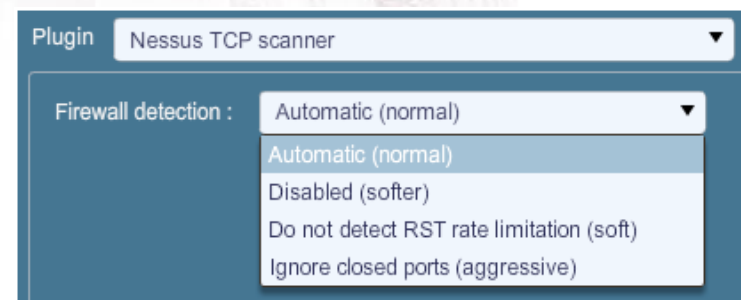 Plugin Nessus TCP scanner
Firewall detection : Automatic (normal)
Automatic (normal)
Disabled (softer)
Do not detect RST rate limitation (soft)
Ignore closed ports (aggressive)